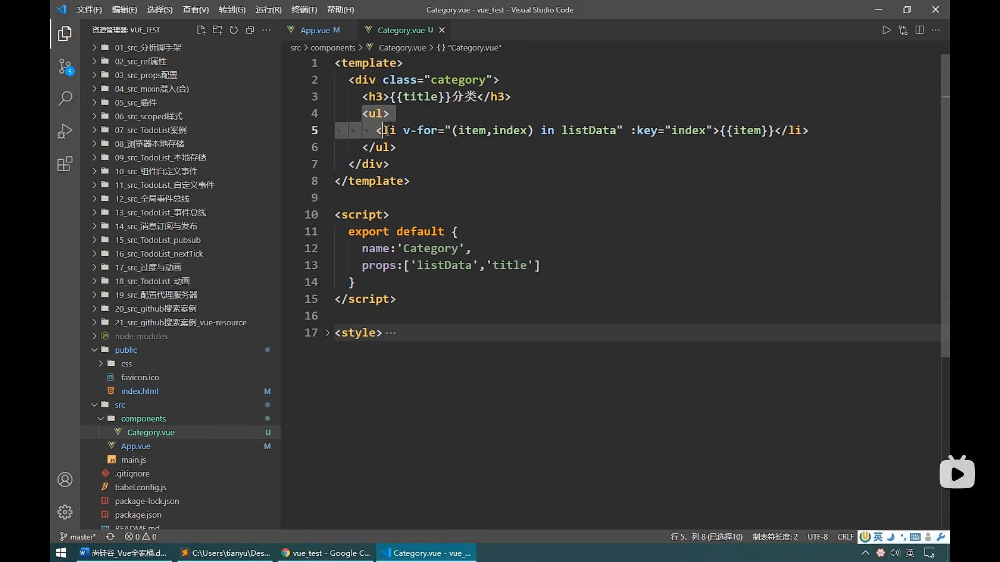 文件(F) 编辑(E) 选择(S) 查看(V) 转到(G) 运行(R) 终端(T) 帮助(H)
Category.vue - vue_test - Visual Studio Code
资源管理器: VUE_TEST
01_src_分析脚手架
02_src_ref属性
03_src_props配置
04_src_mixin混入(合)
05_src_插件
06_src_scoped样式
07_src_TodoList案例
08_浏览器本地存储
09_src_TodoList_本地存储
10_src_组件自定义事件
11_src_TodoList_自定义事件
12_src_全局事件总线
13_src_TodoList_事件总线
14_src_消息订阅与发布
15_src_TodoList_pubsub
16_src_TodoList_nextTick
17_src_过度与动画
18_src_TodoList_动画
19_src_配置代理服务器
20_src_github搜索案例
21_src_github搜索案例_vue-resource
node_modules
public
css
favicon.ico
index.html M
src
components
Category.vue U
App.vue M
main.js
.gitignore
babel.config.js
package-lock.json
package.json
README.md
5
App.vue M
Category.vue U
src > components > Category.vue > {} "Category.vue"
1 <template>
2 <div class="category">
3 <h3>{{title}}分类</h3>
4 <ul>
5 <li v-for="(item,index) in listData" :key="index">{{item}}</li>
6 </ul>
7 </div>
8 </template>
9
10 <script>
11 export default {
12 name:'Category',
13 props:['listData','title']
14 }
15 </script>
16
17 <style>
master* 0 0
行 5，列 8 (已选择10) 制表符长度: 2 UTF-8 CRLF 英
尚硅谷_Vue全家桶.d...
C:\Users\tianyu\Des...
vue_test - Google C...
Category.vue - vue_...
英